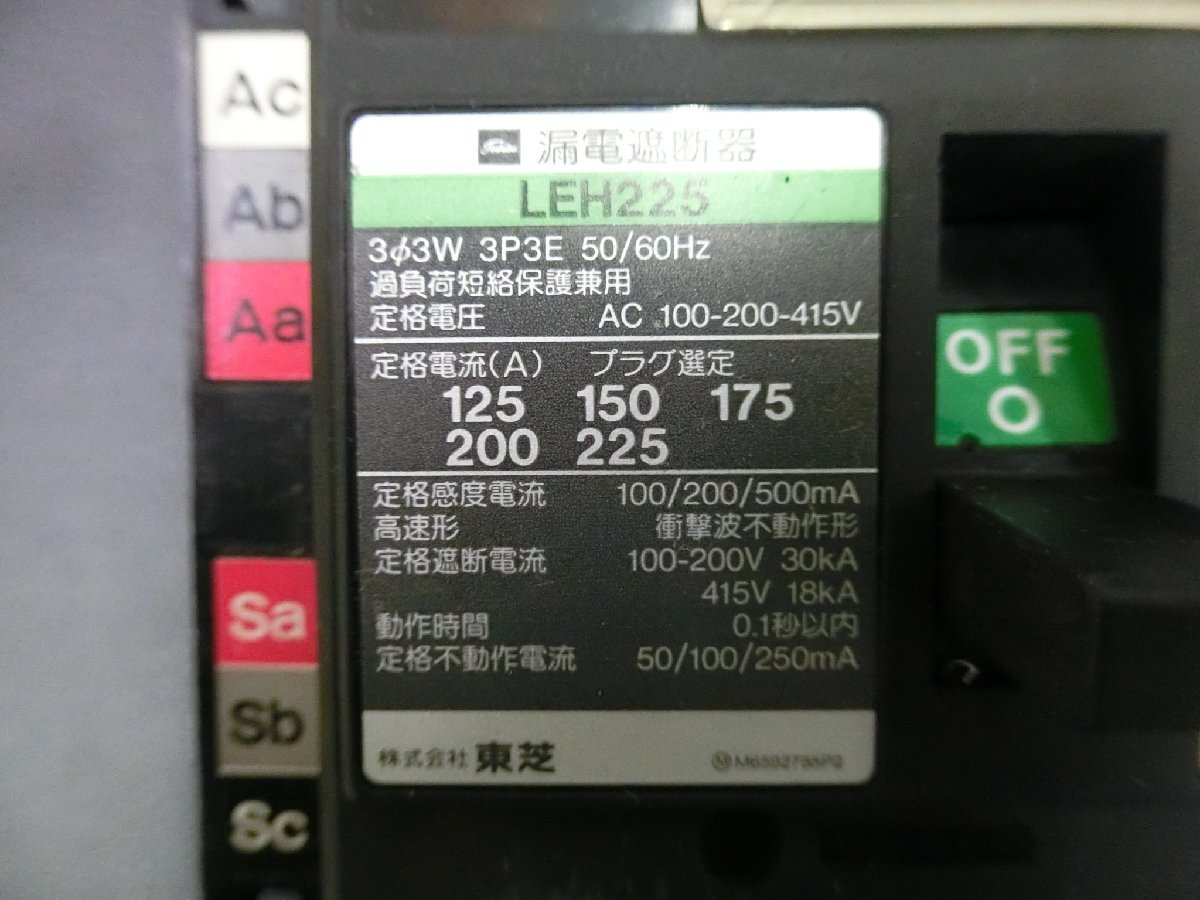 Ac
Ab
Aa
Sa
Sb
Sc
Toshiba 漏電遮断器
LEH225
3φ3W 3P3E 50/60Hz
過負荷短絡保護兼用
定格電圧 AC 100-200-415V
定格電流(A) プラグ選定
125 150 175
200 225
定格感度電流 100/200/500mA
高速形 衝撃波不動作形
定格遮断電流 100-200V 30kA
415V 18kA
動作時間 0.1秒以内
定格不動作電流 50/100/250mA
株式会社 東芝
OFF
O